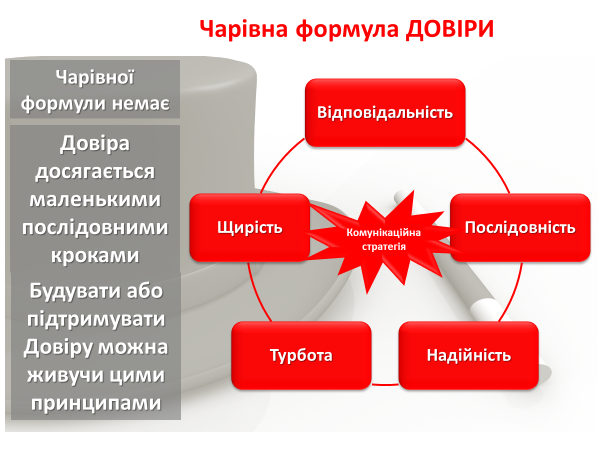 Чарівна формула ДОВІРИ
Чарівної
формули немає
Довіра
досягається
маленькими
послідовними
кроками
Будувати або
підтримувати
Довіру можна
живучи цими
принципами
Відповідальність
Щирість
Комунікаційна
стратегія
Послідовність
Турбота
Надійність